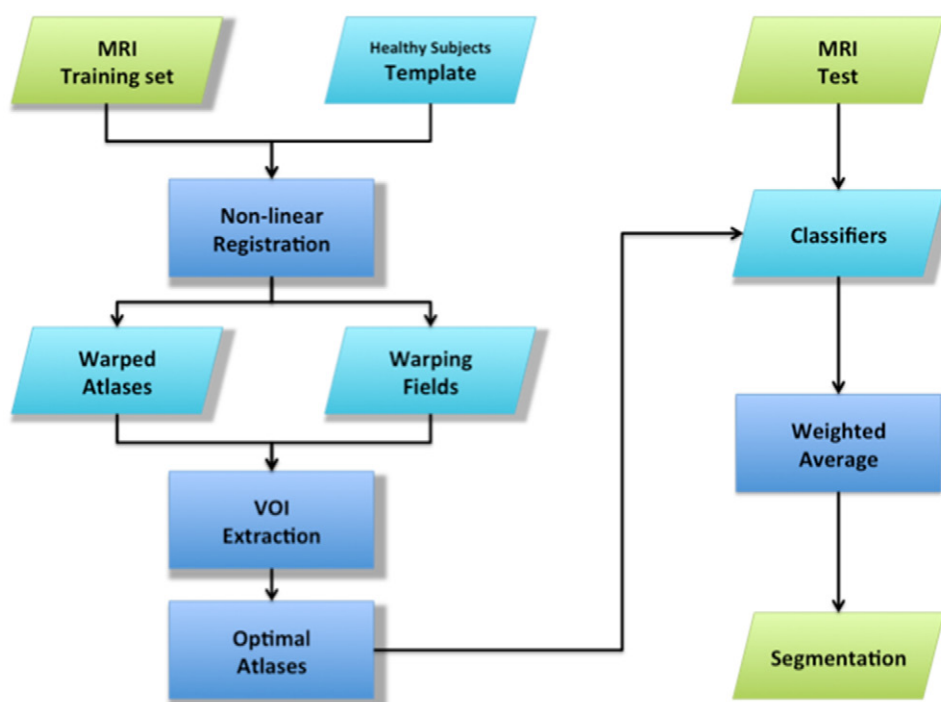 MRI
Training set
Healthy Subjects
Template
MRI
Test
Non-linear
Registration
Classifiers
Warped
Atlases
Warping
Fields
Weighted
Average
VOI
Extraction
Optimal
Atlases
Segmentation